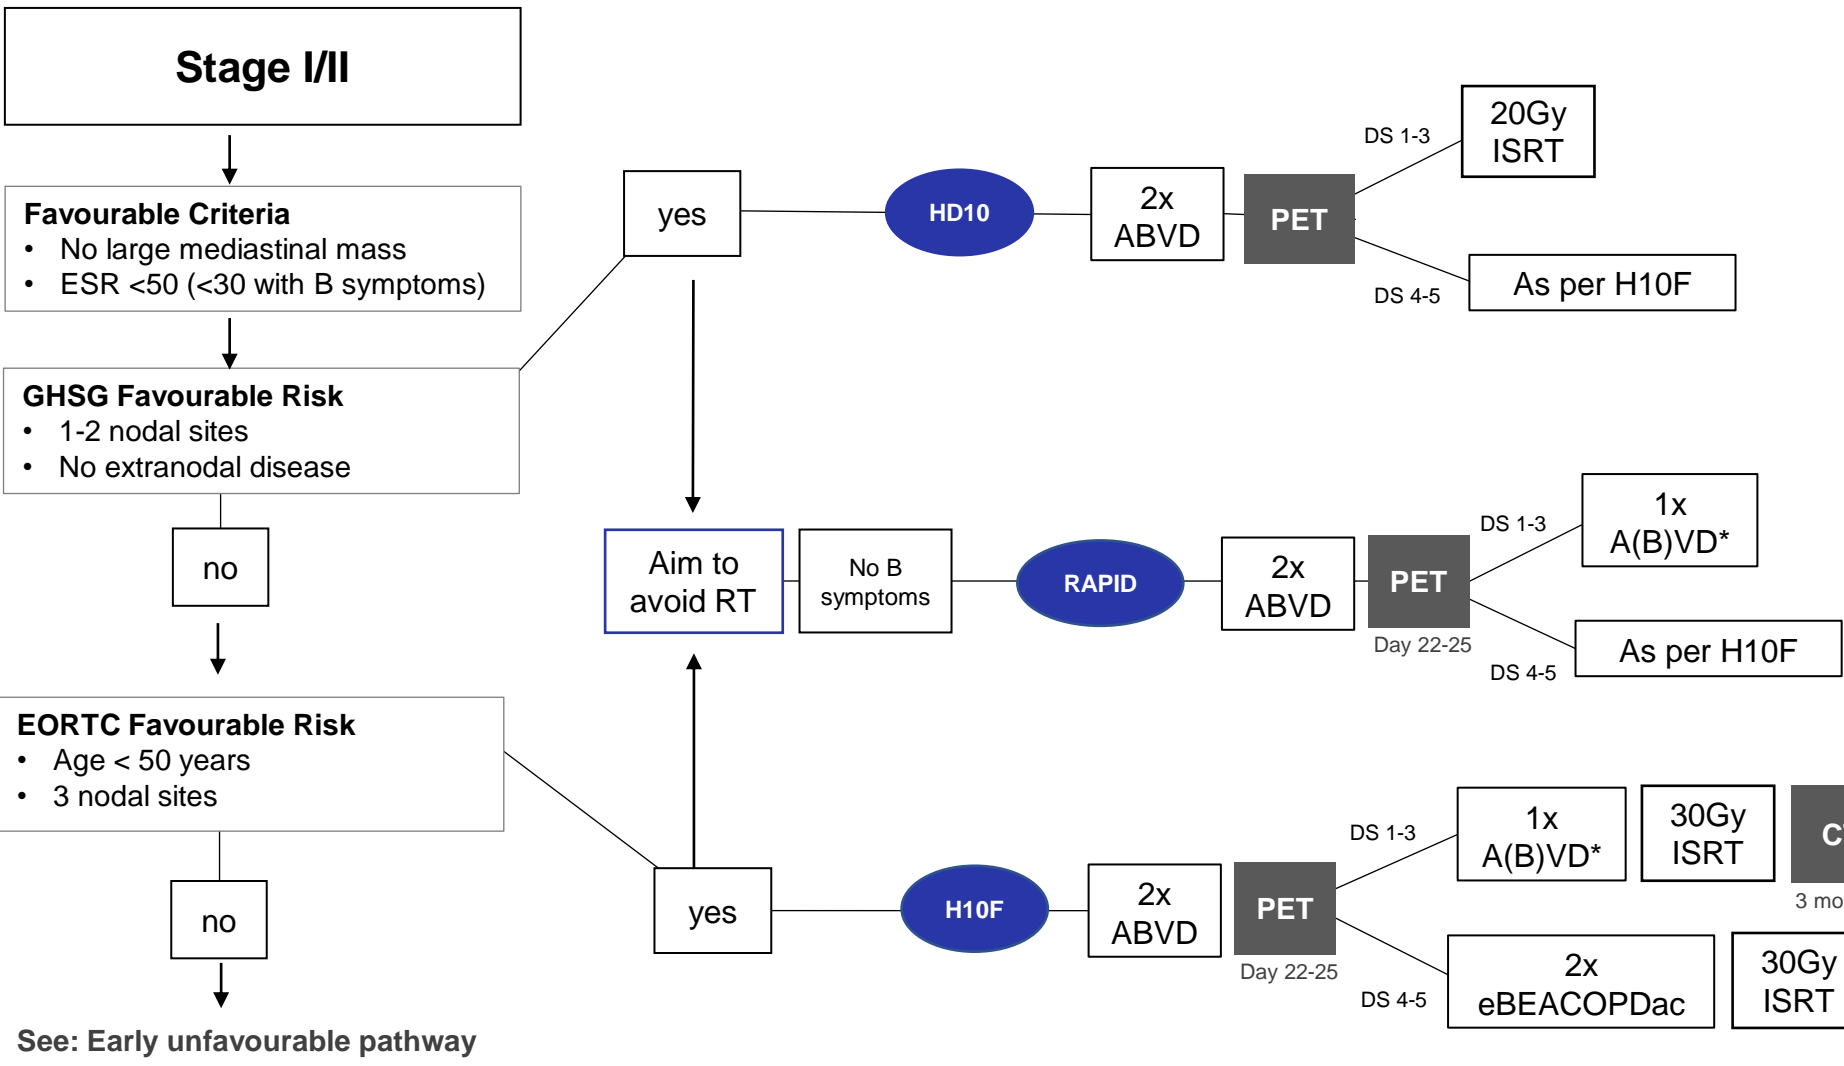 Stage I/II
Favourable Criteria
• No large mediastinal mass
• ESR <50 (<30 with B symptoms)
GHSG Favourable Risk
• 1-2 nodal sites
• No extranodal disease
no
EORTC Favourable Risk
• Age < 50 years
• 3 nodal sites
no
See: Early unfavourable pathway
yes
HD10
2x
ABVD
PET
DS 1-3
20Gy
ISRT
DS 4-5
As per H10F
Aim to
avoid RT
No B
symptoms
RAPID
2x
ABVD
PET
Day 22-25
DS 1-3
1x
A(B)VD*
DS 4-5
As per H10F
yes
H10F
2x
ABVD
PET
Day 22-25
DS 1-3
1x
A(B)VD*
30Gy
ISRT
3
DS 4-5
2x
eBEACOPDac
30Gy
ISRT